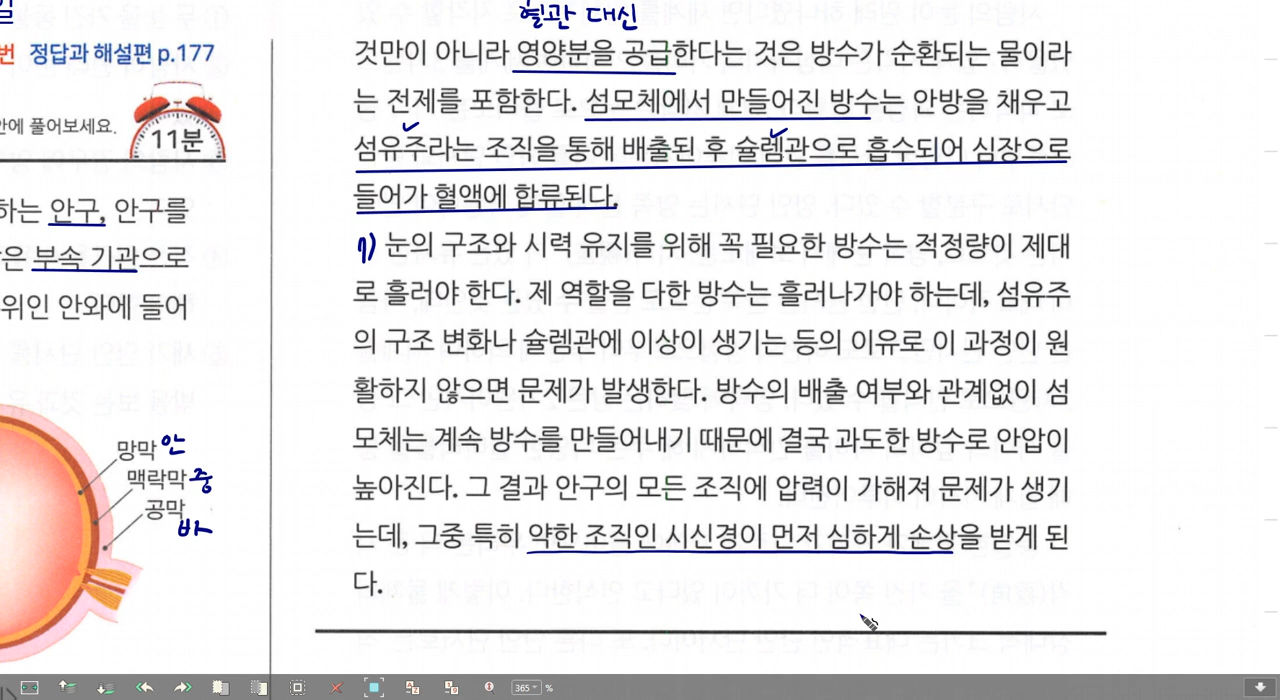 혈관 대신
번 정답과 해설편 p.177
안에 풀어보세요.
11분
하는 안구, 안구를
은 부속 기관으로
위인 안와에 들어
망막 안
맥락막 중
공막
바
것만이 아니라 영양분을 공급한다는 것은 방수가 순환되는 물이라
는 전제를 포함한다. 섬모체에서 만들어진 방수는 안방을 채우고
섬유주라는 조직을 통해 배출된 후 슐렘관으로 흡수되어 심장으로
들어가 혈액에 합류된다.
7) 눈의 구조와 시력 유지를 위해 꼭 필요한 방수는 적정량이 제대
로 흘러야 한다. 제 역할을 다한 방수는 흘러나가야 하는데, 섬유주
의 구조 변화나 슐렘관에 이상이 생기는 등의 이유로 이 과정이 원
활하지 않으면 문제가 발생한다. 방수의 배출 여부와 관계없이 섬
모체는 계속 방수를 만들어내기 때문에 결국 과도한 방수로 안압이
높아진다. 그 결과 안구의 모든 조직에 압력이 가해져 문제가 생기
는데, 그중 특히 약한 조직인 시신경이 먼저 심하게 손상을 받게 된
다.
365 %